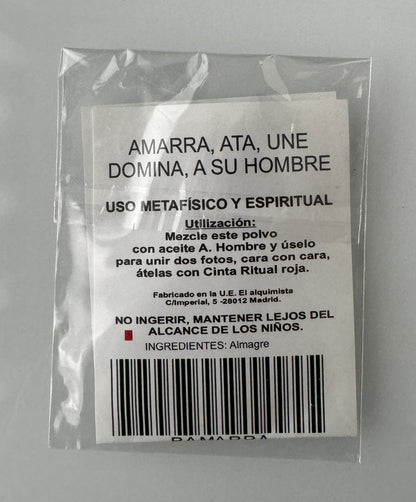 AMARRA, ATA, UNE
DOMINA, A SU HOMBRE
USO METAFÍSICO Y ESPIRITUAL
Utilización:
Mezcle este polvo
con aceite A. Hombre y úselo
para unir dos fotos, cara con cara,
átelas con Cinta Ritual roja.
Fabricado en la U.E. El alquimista
C/Imperial, 5 -28012 Madrid.
NO INGERIR, MANTENER LEJOS DEL
ALCANCE DE LOS NIÑOS.
INGREDIENTES: Almagre
BAMARRA